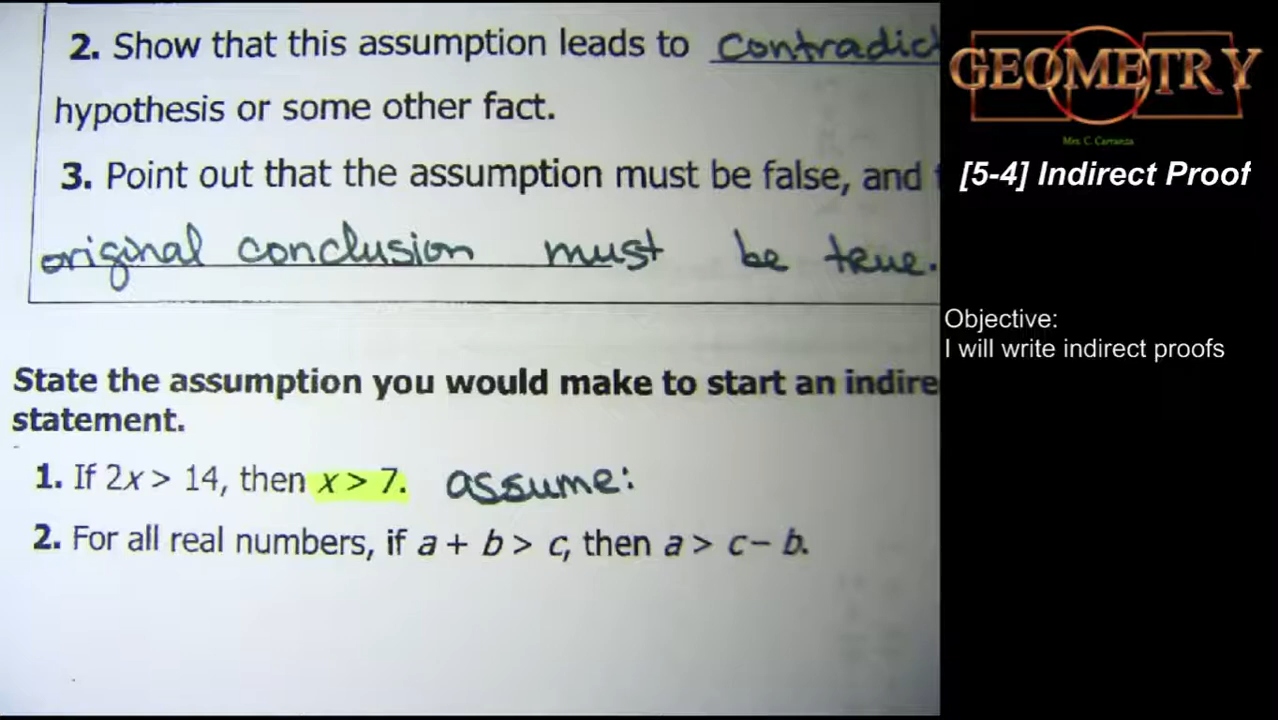 2. Show that this assumption leads to contradict
hypothesis or some other fact.
3. Point out that the assumption must be false, and
original conclusion must be true.
State the assumption you would make to start an indire
statement.
1. If 2x > 14, then x > 7. assume:
2. For all real numbers, if a + b > c, then a > c – b.
GEOMETRY
Mrs. C. Carranza
[5-4] Indirect Proof
Objective:
I will write indirect proofs